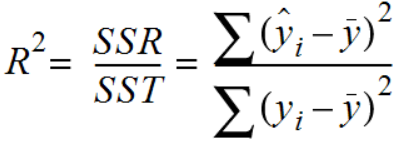 R² = SSR / SST = ∑(ŷᵢ − ȳ)² / ∑(yᵢ − ȳ)²